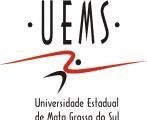 ·UEMS·
Universidade Estadual
de Mato Grosso do Sul